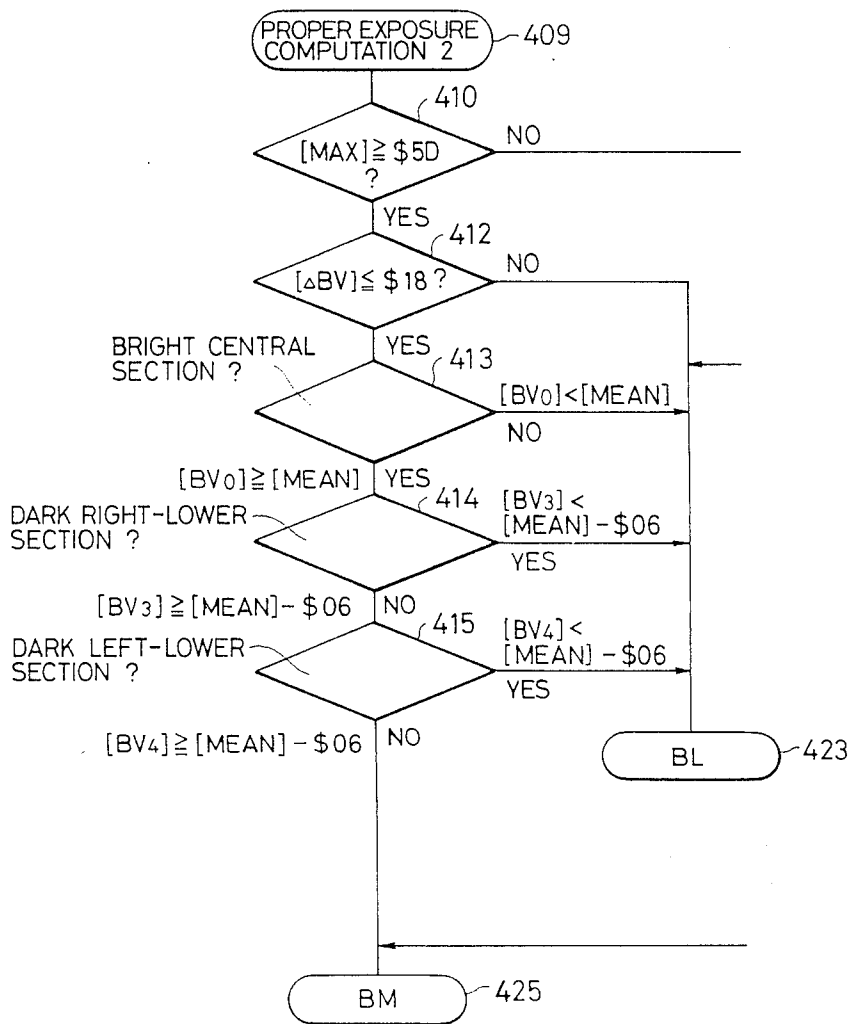 PROPER EXPOSURE
COMPUTATION 2
409
410
[MAX]≧$5D
?
NO
YES
412
[△BV]≦$18?
NO
YES
BRIGHT CENTRAL
SECTION ?
413
[BV0]<[MEAN]
NO
[BV0]≧[MEAN]
YES
414
DARK RIGHT-LOWER
SECTION ?
[BV3]<
[MEAN]-$06
YES
[BV3]≧[MEAN]-$06
NO
415
DARK LEFT-LOWER
SECTION ?
[BV4]<
[MEAN]-$06
YES
[BV4]≧[MEAN]-$06
NO
BL
423
BM
425